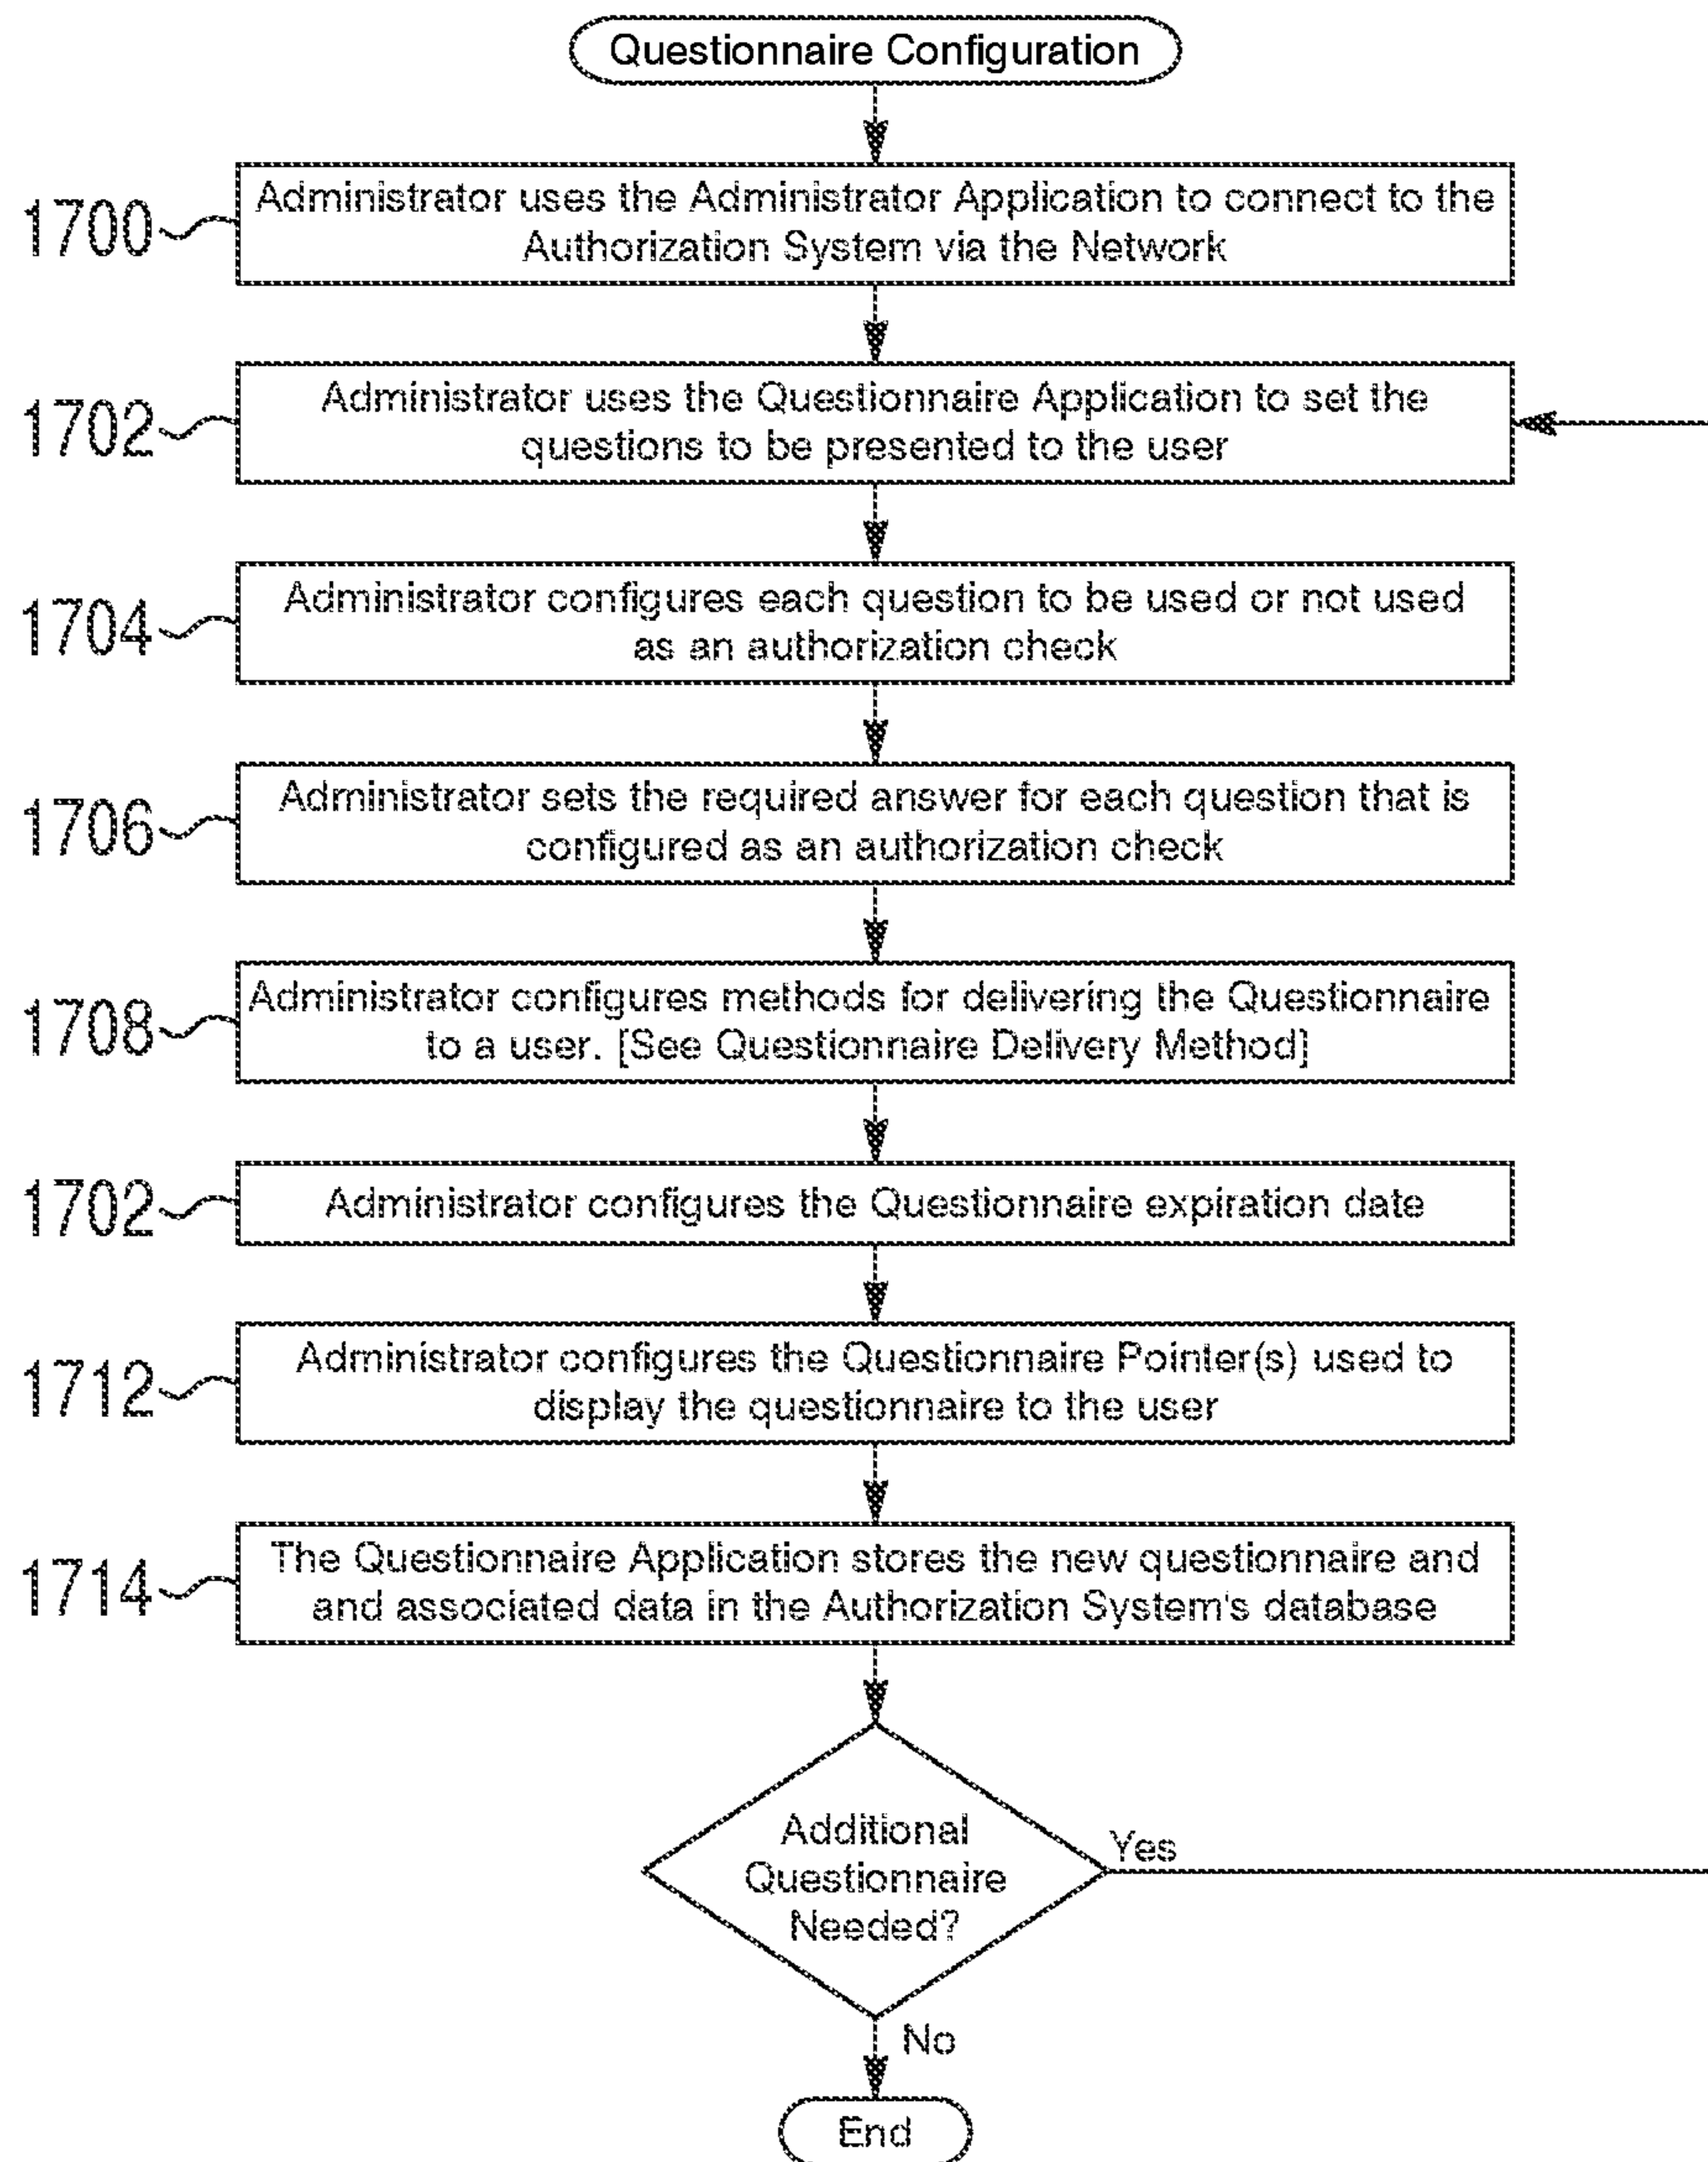 Questionnaire Configuration
1700
Administrator uses the Administrator Application to connect to the
Authorization System via the Network
1702
Administrator uses the Questionnaire Application to set the
questions to be presented to the user
1704
Administrator configures each question to be used or not used
as an authorization check
1706
Administrator sets the required answer for each question that is
configured as an authorization check
1708
Administrator configures methods for delivering the Questionnaire
to a user. [See Questionnaire Delivery Method]
1702
Administrator configures the Questionnaire expiration date
1712
Administrator configures the Questionnaire Pointer(s) used to
display the questionnaire to the user
1714
The Questionnaire Application stores the new questionnaire and
and associated data in the Authorization System's database
Additional
Questionnaire
Needed?
Yes
No
End